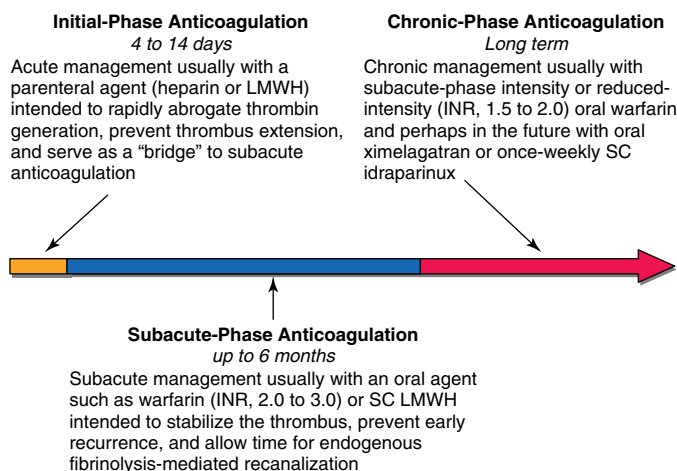 Initial-Phase Anticoagulation
4 to 14 days
Acute management usually with a
parenteral agent (heparin or LMWH)
intended to rapidly abrogate thrombin
generation, prevent thrombus extension,
and serve as a “bridge” to subacute
anticoagulation
Chronic-Phase Anticoagulation
Long term
Chronic management usually with
subacute-phase intensity or reduced-
intensity (INR, 1.5 to 2.0) oral warfarin
and perhaps in the future with oral
ximelagatran or once-weekly SC
idraparinux
Subacute-Phase Anticoagulation
up to 6 months
Subacute management usually with an oral agent
such as warfarin (INR, 2.0 to 3.0) or SC LMWH
intended to stabilize the thrombus, prevent early
recurrence, and allow time for endogenous
fibrinolysis-mediated recanalization